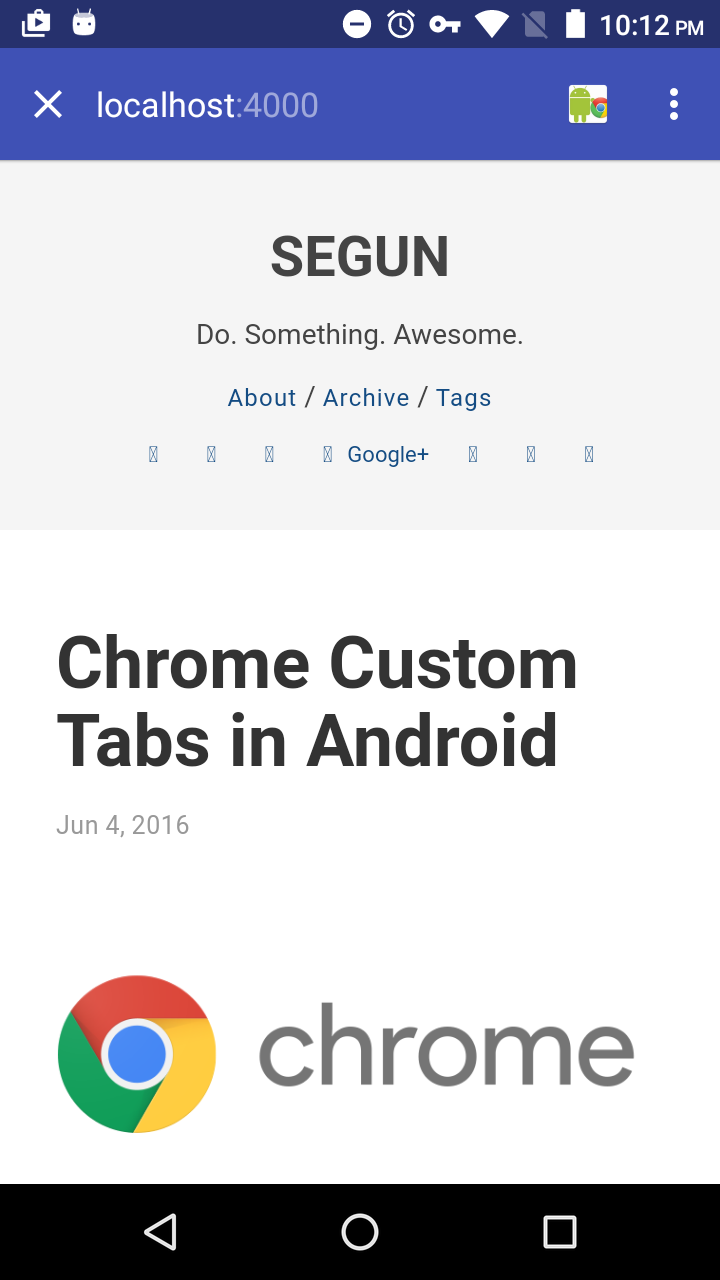 10:12 PM
localhost:4000
SEGUN
Do. Something. Awesome.
About / Archive / Tags
Google+
Chrome Custom
Tabs in Android
Jun 4, 2016
chrome